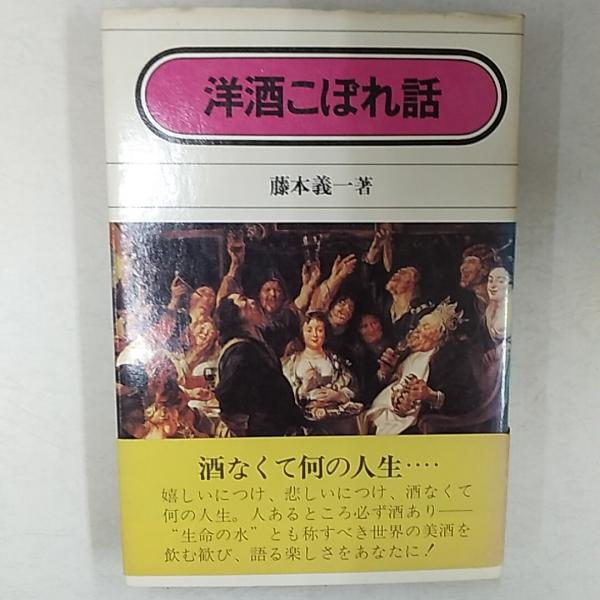 洋酒こぼれ話
藤本義一著
酒なくて何の人生‥‥
嬉しいにつけ、悲しいにつけ、酒なくて
何の人生。人あるところ必ず酒あり――
“生命の水”とも称すべき世界の美酒を
飲む歓び、語る楽しさをあなたに！